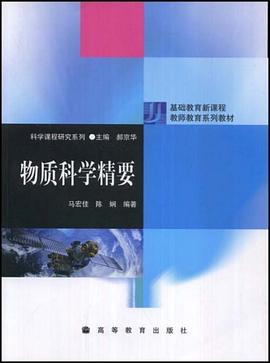 基础教育新课程
教师教育系列教材
科学课程研究系列 ● 主编 郝京华
物质科学精要
马宏佳 陈 娴 编著
高等教育出版社